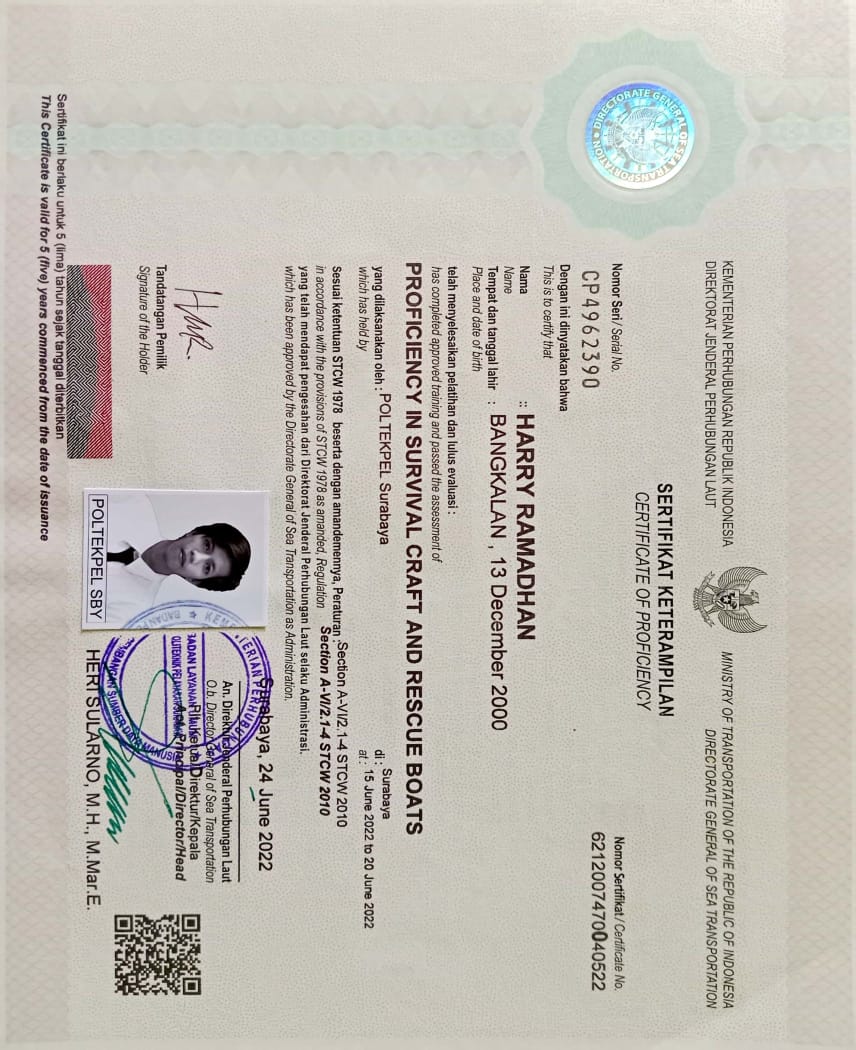 KEMENTERIAN PERHUBUNGAN REPUBLIK INDONESIA
DIREKTORAT JENDERAL PERHUBUNGAN LAUT
MINISTRY OF TRANSPORTATION OF THE REPUBLIC OF INDONESIA
DIRECTORATE GENERAL OF SEA TRANSPORTATION
DIRECTORATE GENERAL OF SEA TRANSPORTATION
SERTIFIKAT KETERAMPILAN
CERTIFICATE OF PROFICIENCY
Nomor Seri / Serial No.
CP4962390
Nomor Sertifikat / Certificate No.
6212007470040522
Dengan ini dinyatakan bahwa
This is to certify that
Nama :: HARRY RAMADHAN
Name
Tempat dan tanggal lahir : BANGKALAN , 13 December 2000
Place and date of birth
telah menyelesaikan pelatihan dan lulus evaluasi :
has completed approved training and passed the assessment of
PROFICIENCY IN SURVIVAL CRAFT AND RESCUE BOATS
yang dilaksanakan oleh : POLTEKPEL Surabaya di : Surabaya
which has held by at : 15 June 2022 to 20 June 2022
Sesuai ketentuan STCW 1978 beserta dengan amandemennya, Peraturan :Section A-VI/2.1-4 STCW 2010
in accordance with the provisions of STCW 1978 as amanded, Regulation Section A-VI/2.1-4 STCW 2010
yang telah mendapat pengesahan dari Direktorat Jenderal Perhubungan Laut selaku Administrasi.
which has been approved by the Directorate General of Sea Transportation as Administration.
Surabaya, 24 June 2022
An. Direktur Jenderal Perhubungan Laut
O.b. Director General of Sea Transportation
Ketua/Direktur/Kepala
Principal/Director/Head
HMR.
Tandatangan Pemilik
Signature of the Holder
POLTEKPEL SBY
HERI SULARNO, M.H., M.Mar.E.
Sertifikat ini berlaku untuk 5 (lima) tahun sejak tanggal diterbitkan
This Certificate is valid for 5 (five) years commenced from the date of issuance